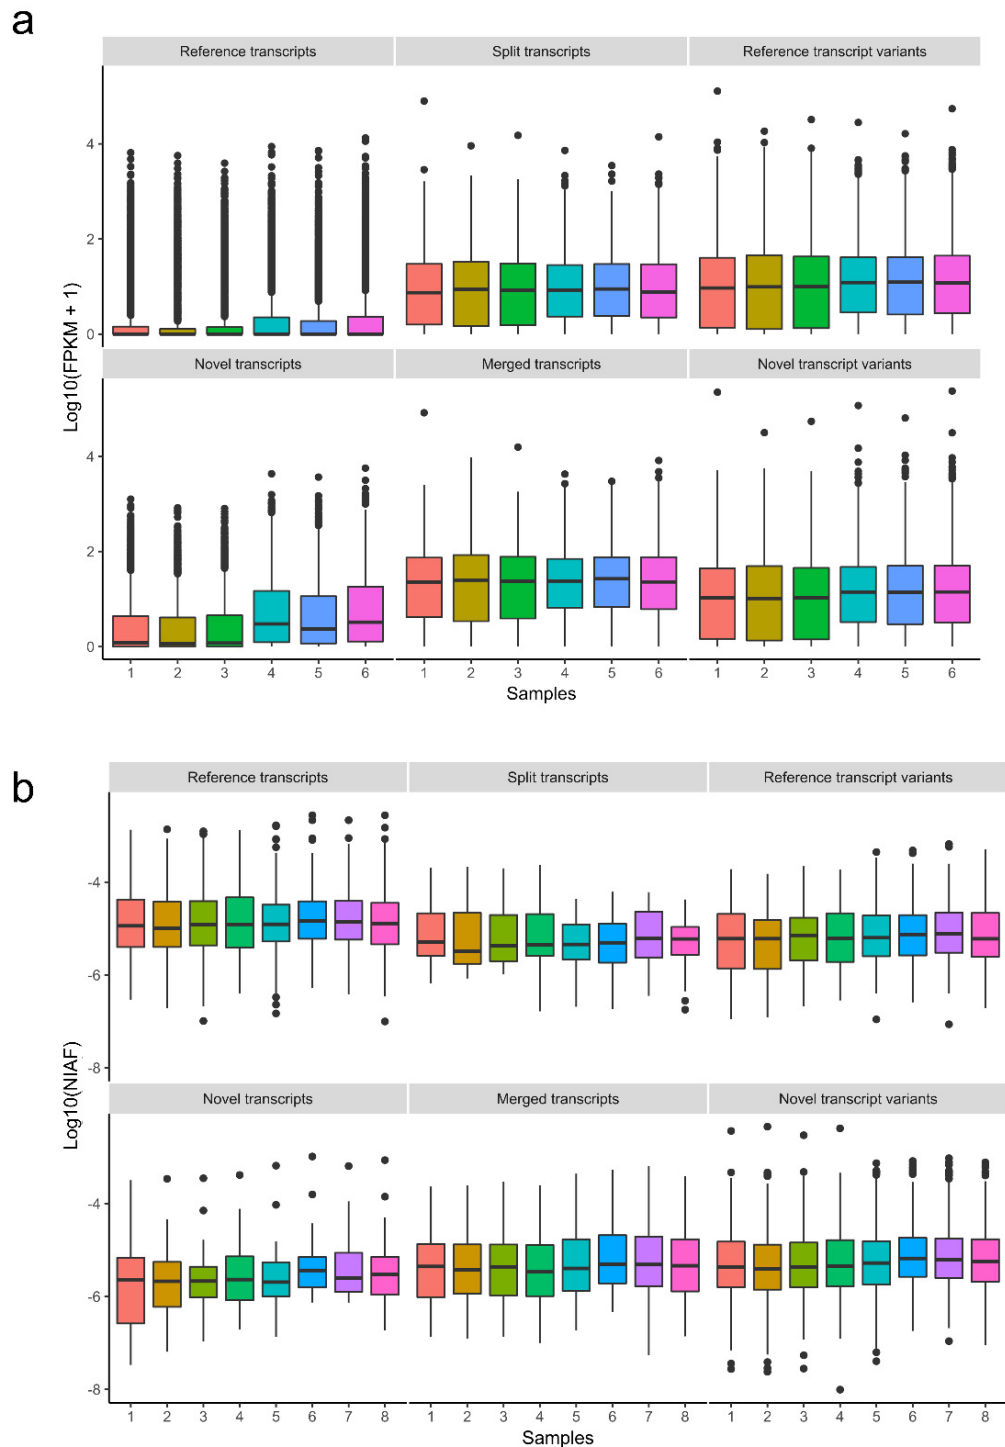 a
Reference transcripts Split transcripts Reference transcript variants
4
2
0
Log10(FPKM + 1)
Novel transcripts Merged transcripts Novel transcript variants
4
2
0
1 2 3 4 5 6 1 2 3 4 5 6 1 2 3 4 5 6
Samples
b
Reference transcripts Split transcripts Reference transcript variants
-4
-6
-8
Log10(NIAF)
Novel transcripts Merged transcripts Novel transcript variants
-4
-6
-8
1 2 3 4 5 6 7 8 1 2 3 4 5 6 7 8 1 2 3 4 5 6 7 8
Samples